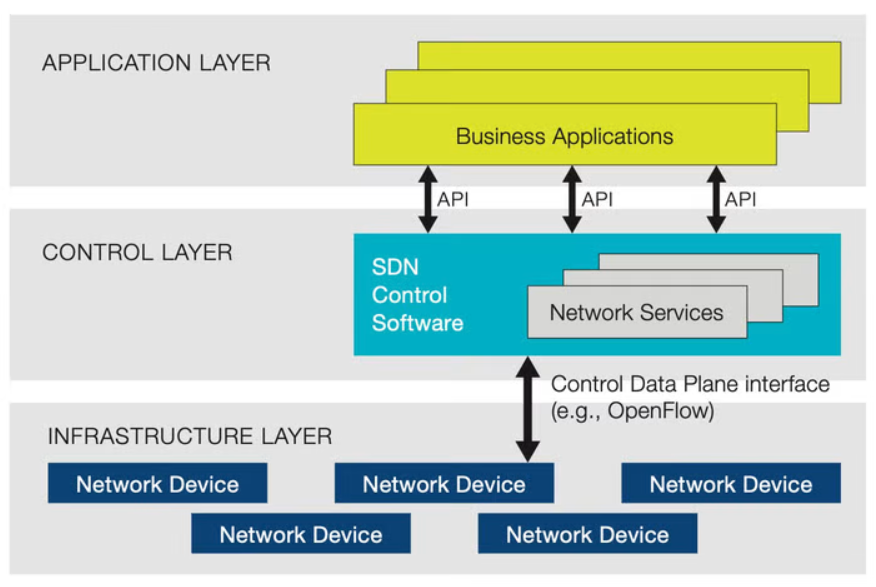 APPLICATION LAYER
Business Applications
API
API
API
CONTROL LAYER
SDN
Control
Software
Network Services
Control Data Plane interface
(e.g., OpenFlow)
INFRASTRUCTURE LAYER
Network Device
Network Device
Network Device
Network Device
Network Device